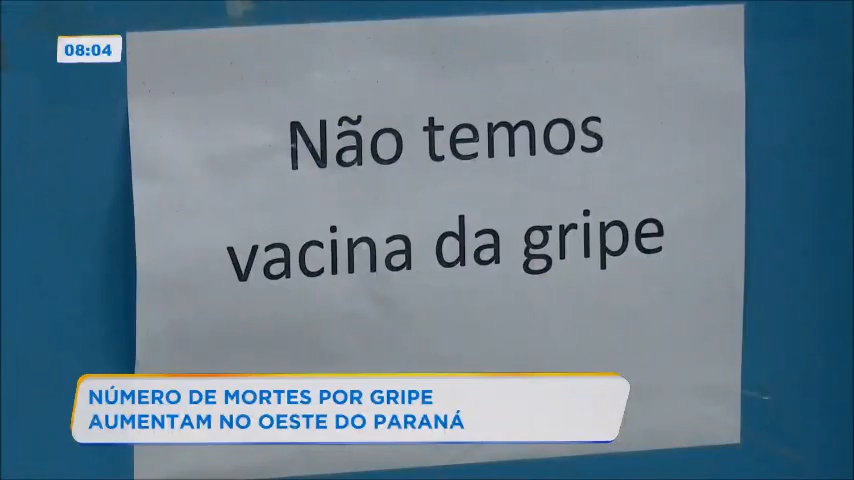 08:04
Não temos
vacina da gripe
NÚMERO DE MORTES POR GRIPE
AUMENTAM NO OESTE DO PARANÁ